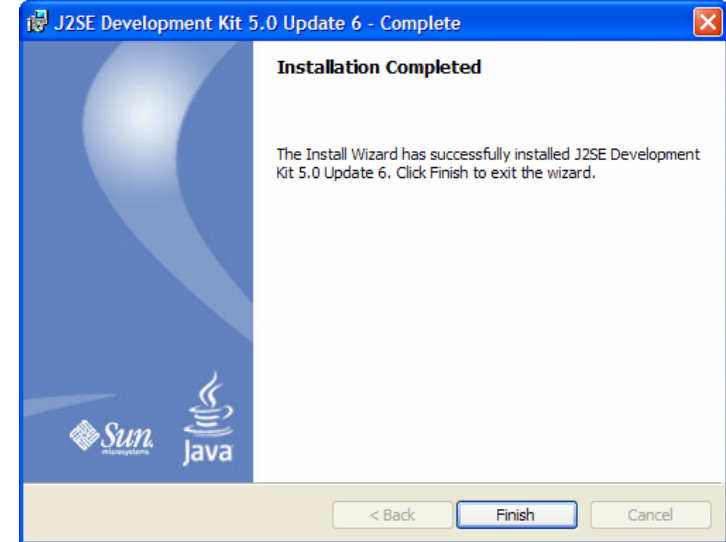 J2SE Development Kit 5.0 Update 6 - Complete
Installation Completed
The Install Wizard has successfully installed J2SE Development
Kit 5.0 Update 6. Click Finish to exit the wizard.
Sun
microsystems
Java
< Back
Finish
Cancel